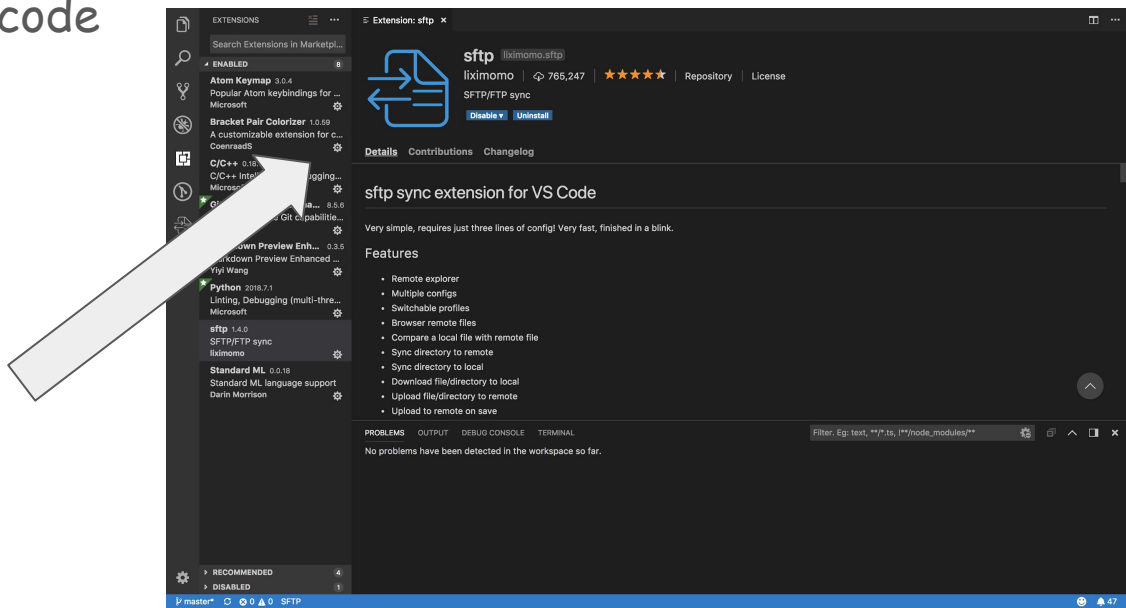 code
EXTENSIONS
Search Extensions in Marketpl...
ENABLED 8
Atom Keymap 3.0.4
Popular Atom keybindings for ...
Microsoft
Bracket Pair Colorizer 1.0.59
A customizable extension for c...
CoenraadS
C/C++ 0.18.
C/C++ Intel ugging...
Micros
a... 8.5.6
Git capabilitie...
own Preview Enh... 0.3.5
rkdown Preview Enhanced ...
Yiyi Wang
Python 2018.7.1
Linting, Debugging (multi-thre...
Microsoft
sftp 1.4.0
SFTP/FTP sync
liximomo
Standard ML 0.0.18
Standard ML language support
Darin Morrison
RECOMMENDED 4
DISABLED 1
Extension: sftp ×
sftp liximomo.sftp
liximomo 765,247 Repository License
SFTP/FTP sync
Disable Uninstall
Details Contributions Changelog
sftp sync extension for VS Code
Very simple, requires just three lines of config! Very fast, finished in a blink.
Features
• Remote explorer
• Multiple configs
• Switchable profiles
• Browser remote files
• Compare a local file with remote file
• Sync directory to remote
• Sync directory to local
• Download file/directory to local
• Upload file/directory to remote
• Upload to remote on save
PROBLEMS OUTPUT DEBUG CONSOLE TERMINAL Filter. Eg: text, **/*.ts, !**/node_modules/**
No problems have been detected in the workspace so far.
master* 0 0 SFTP 47